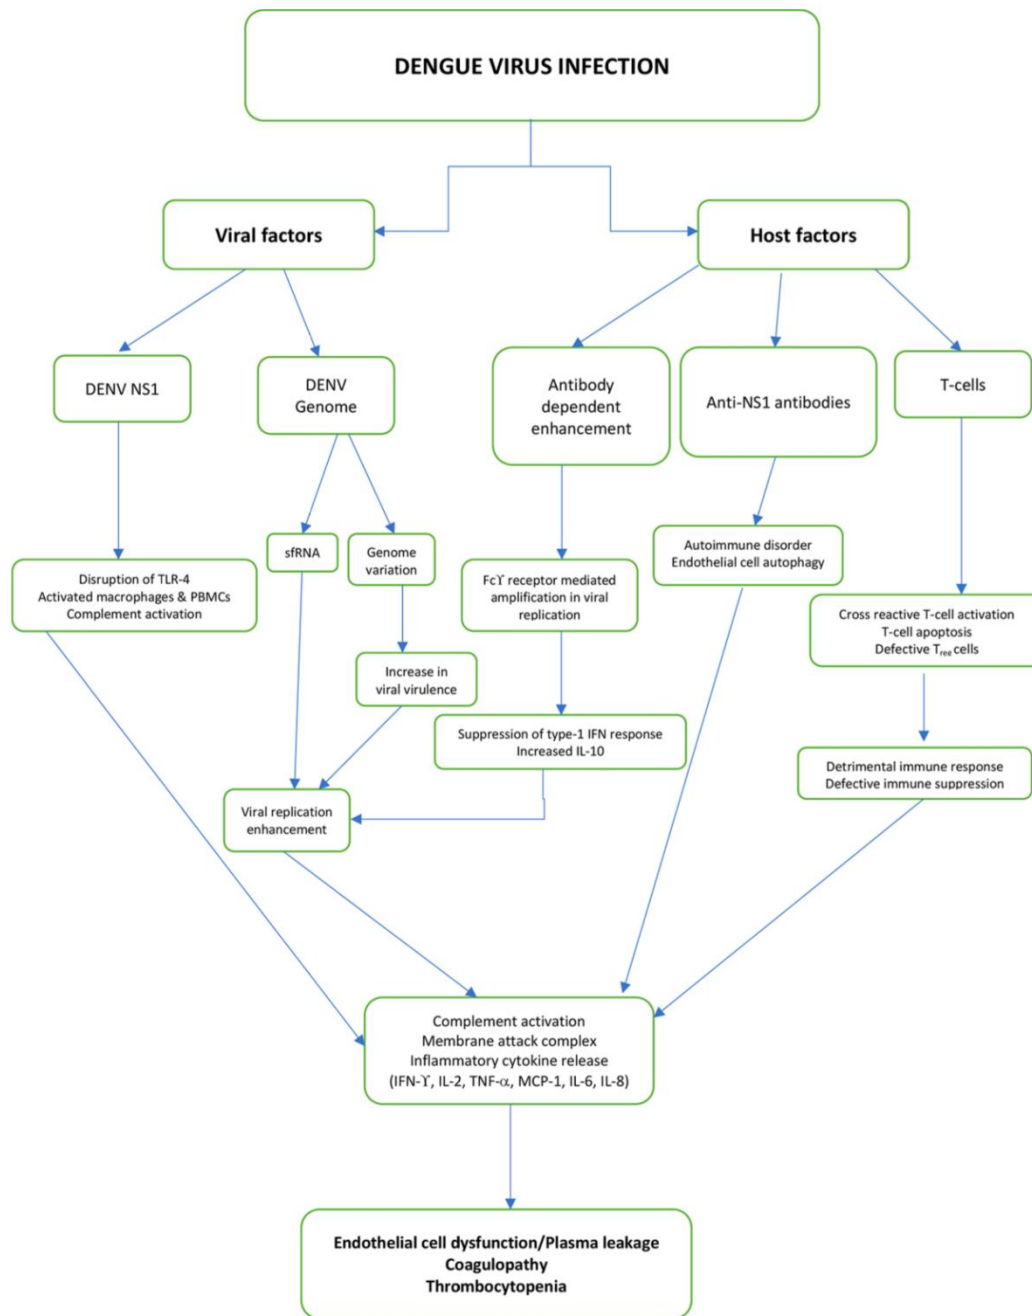 DENGUE VIRUS INFECTION
Viral factors
Host factors
DENV NS1
DENV
Genome
Antibody
dependent
enhancement
Anti-NS1 antibodies
T-cells
sfRNA
Genome
variation
Autoimmune disorder
Endothelial cell autophagy
Disruption of TLR-4
Activated macrophages & PBMCs
Complement activation
Fcϒ receptor mediated
amplification in viral
replication
Cross reactive T-cell activation
T-cell apoptosis
Defective Treg cells
Increase in
viral virulence
Suppression of type-1 IFN response
Increased IL-10
Detrimental immune response
Defective immune suppression
Viral replication
enhancement
Complement activation
Membrane attack complex
Inflammatory cytokine release
(IFN-ϒ, IL-2, TNF-α, MCP-1, IL-6, IL-8)
Endothelial cell dysfunction/Plasma leakage
Coagulopathy
Thrombocytopenia